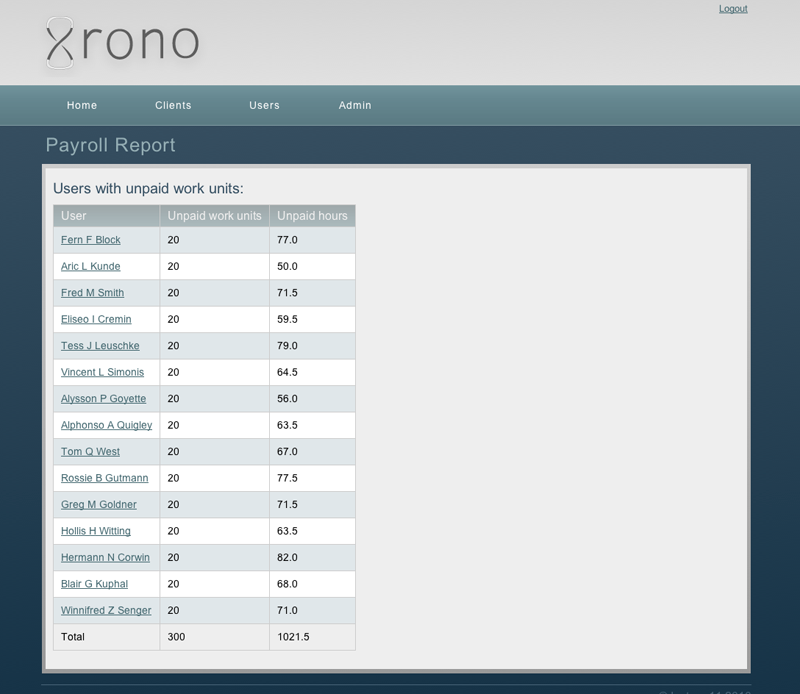 Logout
Xrono
Home Clients Users Admin
Payroll Report
Users with unpaid work units:
User Unpaid work units Unpaid hours
Fern F Block 20 77.0
Aric L Kunde 20 50.0
Fred M Smith 20 71.5
Eliseo I Cremin 20 59.5
Tess J Leuschke 20 79.0
Vincent L Simonis 20 64.5
Alysson P Goyette 20 56.0
Alphonso A Quigley 20 63.5
Tom Q West 20 67.0
Rossie B Gutmann 20 77.5
Greg M Goldner 20 71.5
Hollis H Witting 20 63.5
Hermann N Corwin 20 82.0
Blair G Kuphal 20 68.0
Winnifred Z Senger 20 71.0
Total 300 1021.5